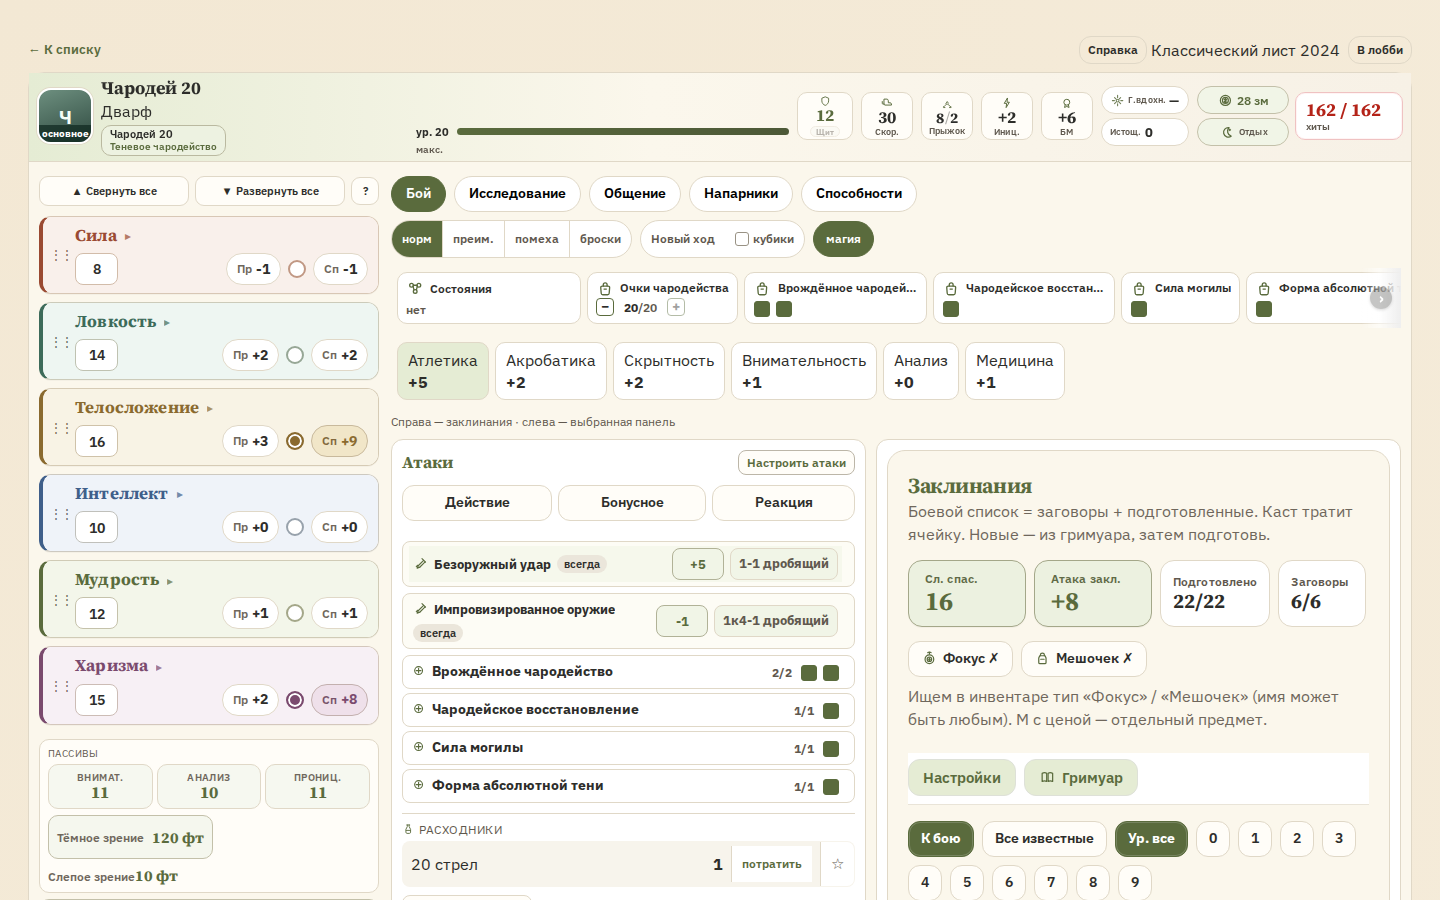 ← К списку
Справка Классический лист 2024 В лобби
Ч
основное
Чародей 20
Дварф
Чародей 20
Теневое чародейство
ур. 20
макс.
12
Щит
30
Скор.
8/2
Прыжок
+2
Иниц.
+6
БМ
Г.вдохн. —
Истощ. 0
28 зм
Отдых
162 / 162
хиты
▲ Свернуть все
▼ Развернуть все
?
Сила ▸
8
Пр -1
Сп -1
Ловкость ▸
14
Пр +2
Сп +2
Телосложение ▸
16
Пр +3
Сп +9
Интеллект ▸
10
Пр +0
Сп +0
Мудрость ▸
12
Пр +1
Сп +1
Харизма ▸
15
Пр +2
Сп +8
ПАССИВЫ
ВНИМАТ.
11
АНАЛИЗ
10
ПРОНИЦ.
11
Тёмное зрение 120 фт
Слепое зрение10 фт
Бой
Исследование
Общение
Напарники
Способности
норм
преим.
помеха
броски
Новый ход
кубики
магия
Состояния
нет
Очки чародейства
− 20/20 +
Врождённое чародей...
Чародейское восстан...
Сила могилы
Форма абсолютной
›
Атлетика
+5
Акробатика
+2
Скрытность
+2
Внимательность
+1
Анализ
+0
Медицина
+1
Справа — заклинания · слева — выбранная панель
Атаки
Настроить атаки
Действие
Бонусное
Реакция
Безоружный удар всегда
+5
1-1 дробящий
Импровизированное оружие
всегда
-1
1к4-1 дробящий
Врождённое чародейство 2/2
Чародейское восстановление 1/1
Сила могилы 1/1
Форма абсолютной тени 1/1
РАСХОДНИКИ
20 стрел
1
потратить
☆
Заклинания
Боевой список = заговоры + подготовленные. Каст тратит
ячейку. Новые — из гримуара, затем подготовь.
Сл. спас.
16
Атака закл.
+8
Подготовлено
22/22
Заговоры
6/6
Фокус ✗
Мешочек ✗
Ищем в инвентаре тип «Фокус» / «Мешочек» (имя может
быть любым). М с ценой — отдельный предмет.
Настройки
Гримуар
К бою
Все известные
Ур. все
0
1
2
3
4
5
6
7
8
9